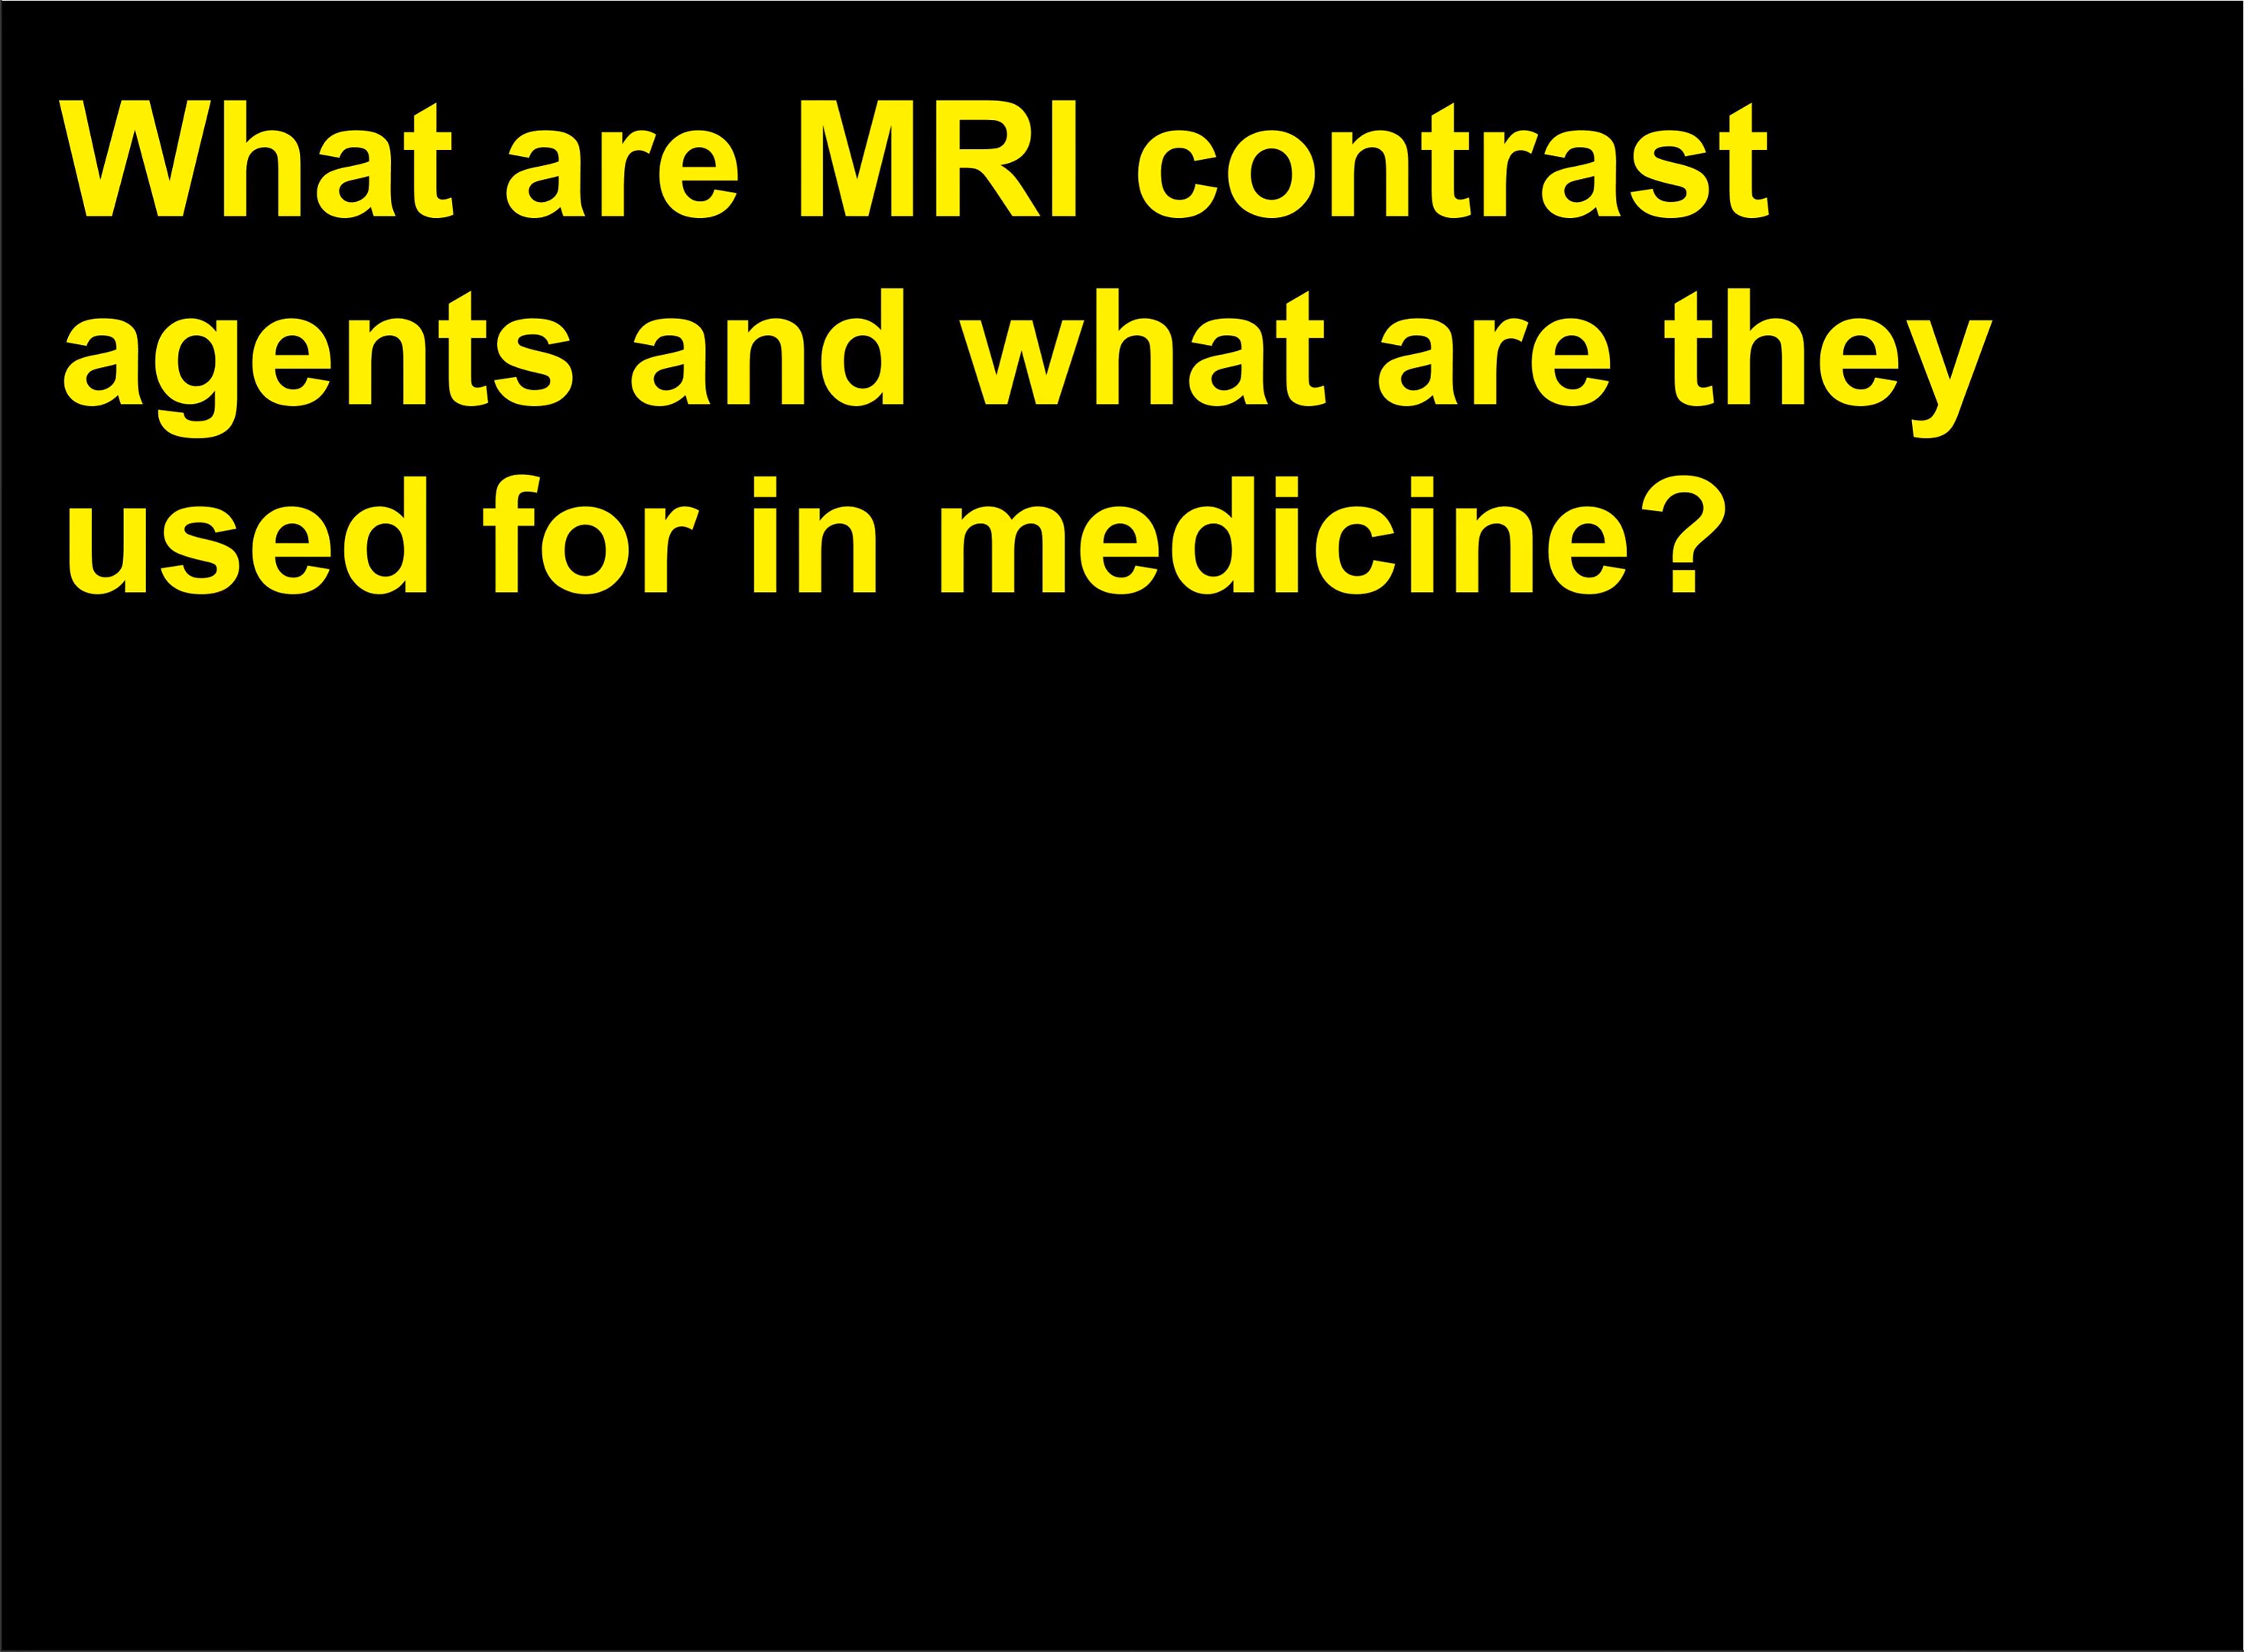 What are MRI contrast
agents and what are they
used for in medicine?